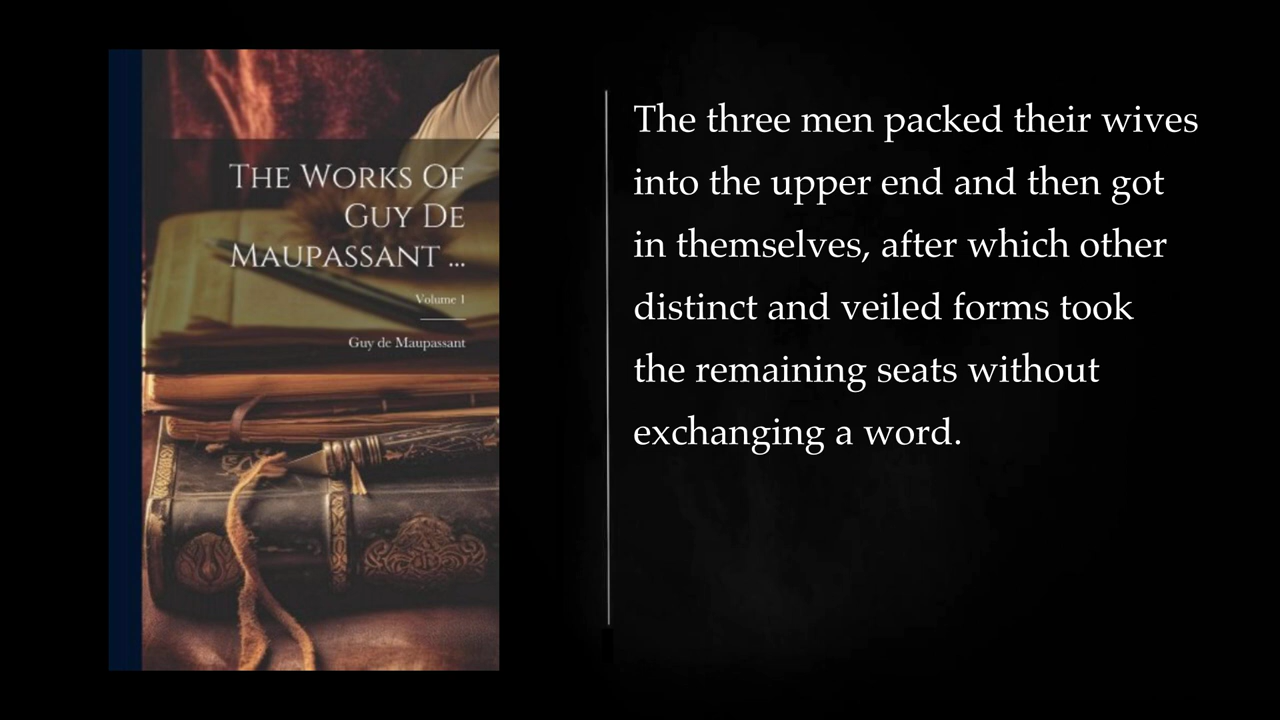 THE WORKS OF
GUY DE
MAUPASSANT ...
Volume 1
Guy de Maupassant
The three men packed their wives
into the upper end and then got
in themselves, after which other
distinct and veiled forms took
the remaining seats without
exchanging a word.